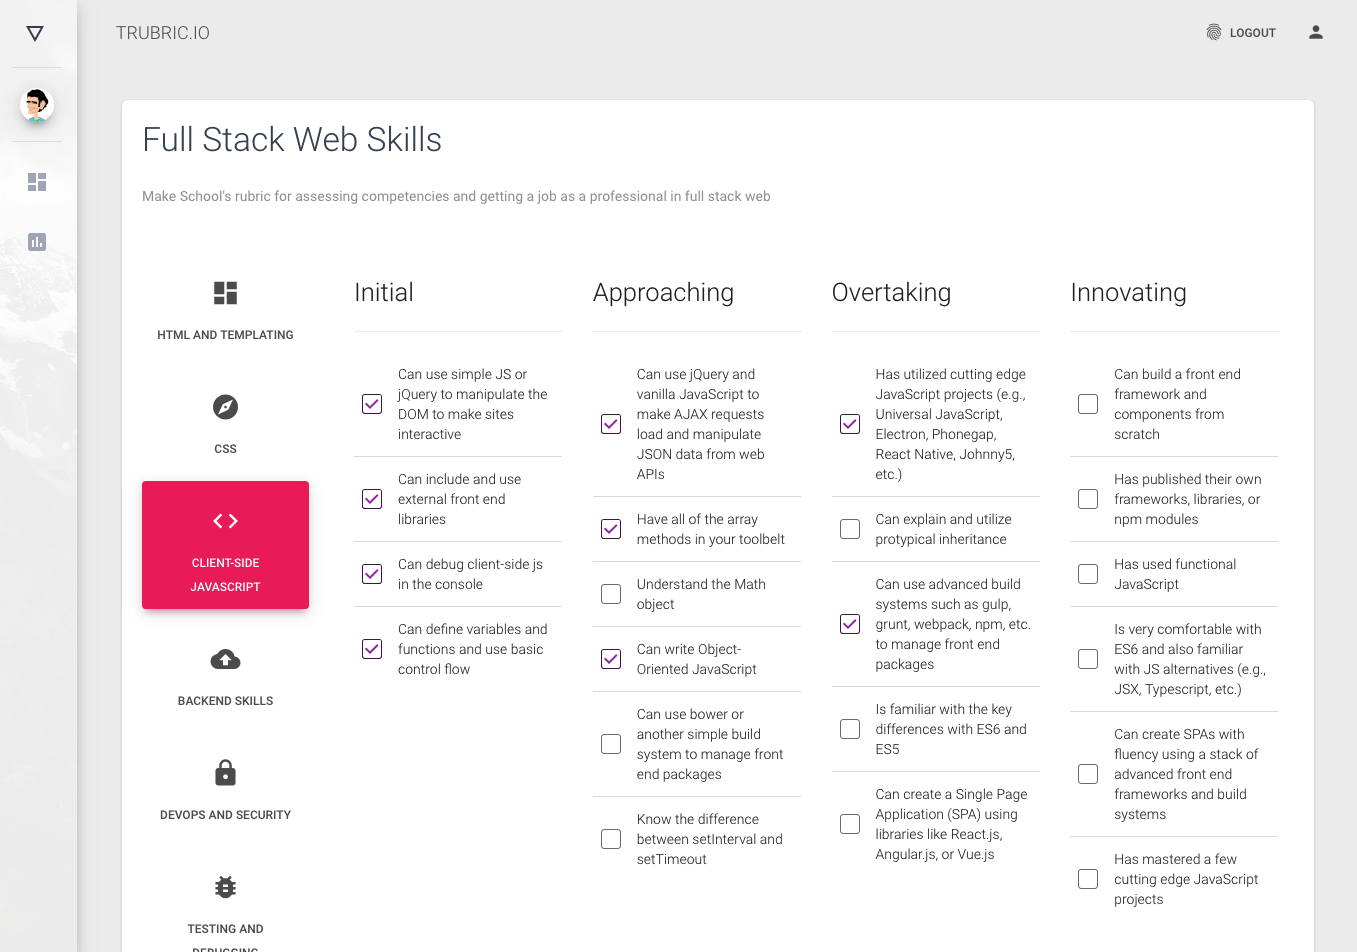 TRUBRIC.IO
LOGOUT
Full Stack Web Skills
Make School's rubric for assessing competencies and getting a job as a professional in full stack web
HTML AND TEMPLATING
CSS
CLIENT-SIDE
JAVASCRIPT
BACKEND SKILLS
DEVOPS AND SECURITY
TESTING AND
DEBUGGING
Initial
Can use simple JS or
jQuery to manipulate the
DOM to make sites
interactive
Can include and use
external front end
libraries
Can debug client-side js
in the console
Can define variables and
functions and use basic
control flow
Approaching
Can use jQuery and
vanilla JavaScript to
make AJAX requests
load and manipulate
JSON data from web
APIs
Have all of the array
methods in your toolbelt
Understand the Math
object
Can write Object-
Oriented JavaScript
Can use bower or
another simple build
system to manage front
end packages
Know the difference
between setInterval and
setTimeout
Overtaking
Has utilized cutting edge
JavaScript projects (e.g.,
Universal JavaScript,
Electron, Phonegap,
React Native, Johnny5,
etc.)
Can explain and utilize
protypical inheritance
Can use advanced build
systems such as gulp,
grunt, webpack, npm, etc.
to manage front end
packages
Is familiar with the key
differences with ES6 and
ES5
Can create a Single Page
Application (SPA) using
libraries like React.js,
Angular.js, or Vue.js
Innovating
Can build a front end
framework and
components from
scratch
Has published their own
frameworks, libraries, or
npm modules
Has used functional
JavaScript
Is very comfortable with
ES6 and also familiar
with JS alternatives (e.g.,
JSX, Typescript, etc.)
Can create SPAs with
fluency using a stack of
advanced front end
frameworks and build
systems
Has mastered a few
cutting edge JavaScript
projects